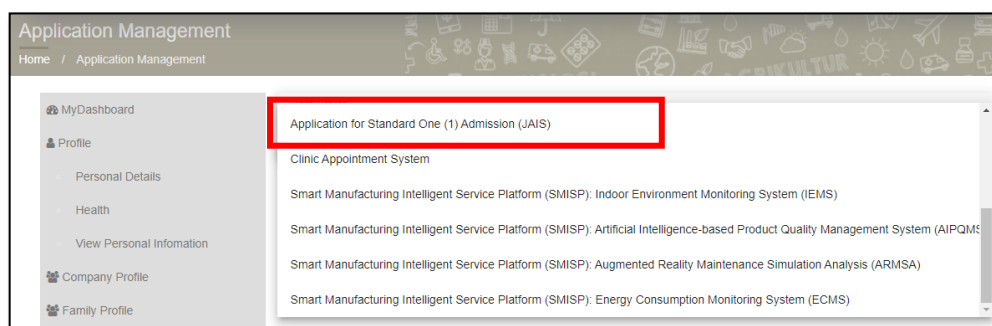 Application Management
Home / Application Management
MyDashboard
Profile
Personal Details
Health
View Personal Infomation
Company Profile
Family Profile
Application for Standard One (1) Admission (JAIS)
Clinic Appointment System
Smart Manufacturing Intelligent Service Platform (SMISP): Indoor Environment Monitoring System (IEMS)
Smart Manufacturing Intelligent Service Platform (SMISP): Artificial Intelligence-based Product Quality Management System (AIPQMS
Smart Manufacturing Intelligent Service Platform (SMISP): Augmented Reality Maintenance Simulation Analysis (ARMSA)
Smart Manufacturing Intelligent Service Platform (SMISP): Energy Consumption Monitoring System (ECMS)